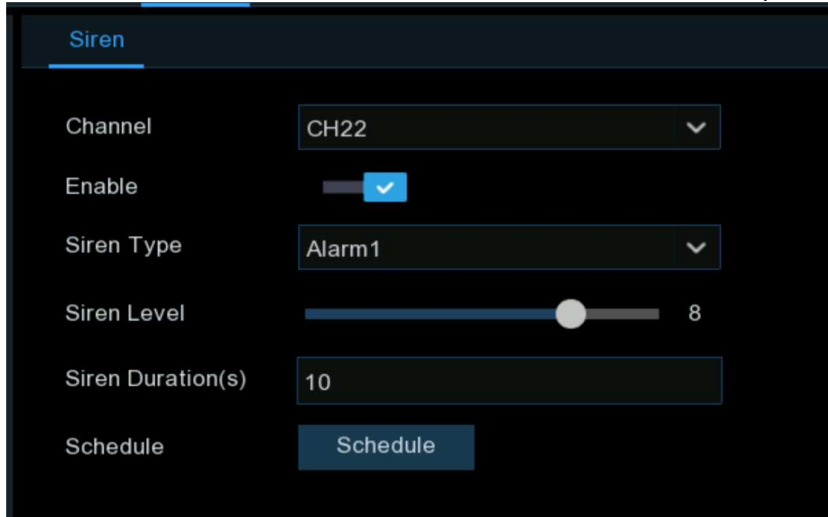 Siren
Channel CH22
Enable
Siren Type Alarm1
Siren Level 8
Siren Duration(s) 10
Schedule Schedule